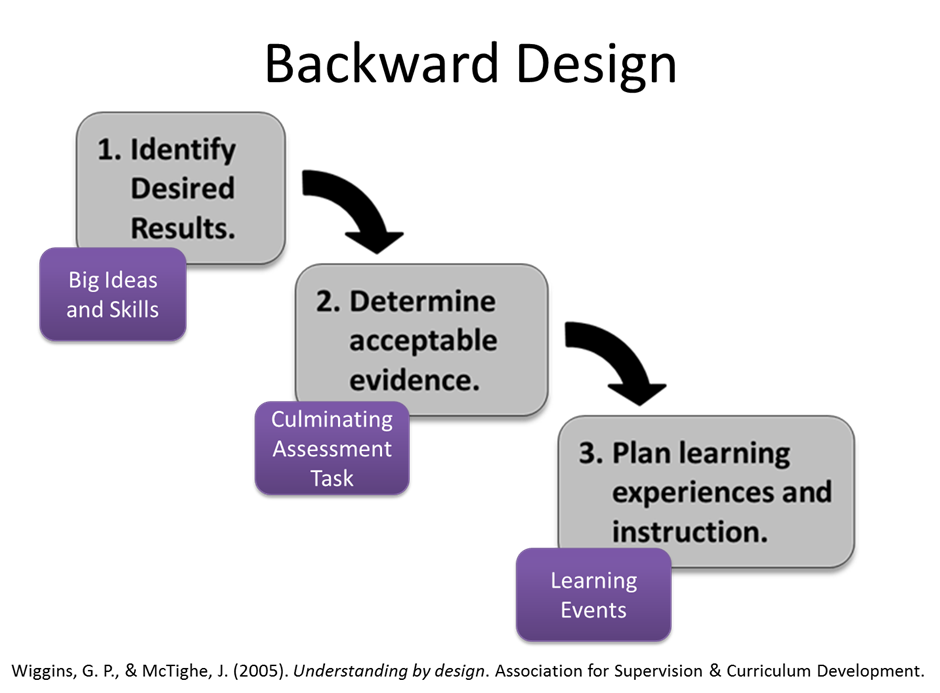 Backward Design
1. Identify
Desired
Results.
Big Ideas
and Skills
2. Determine
acceptable
evidence.
Culminating
Assessment
Task
3. Plan learning
experiences and
instruction.
Learning
Events
Wiggins, G. P., & McTighe, J. (2005). Understanding by design. Association for Supervision & Curriculum Development.